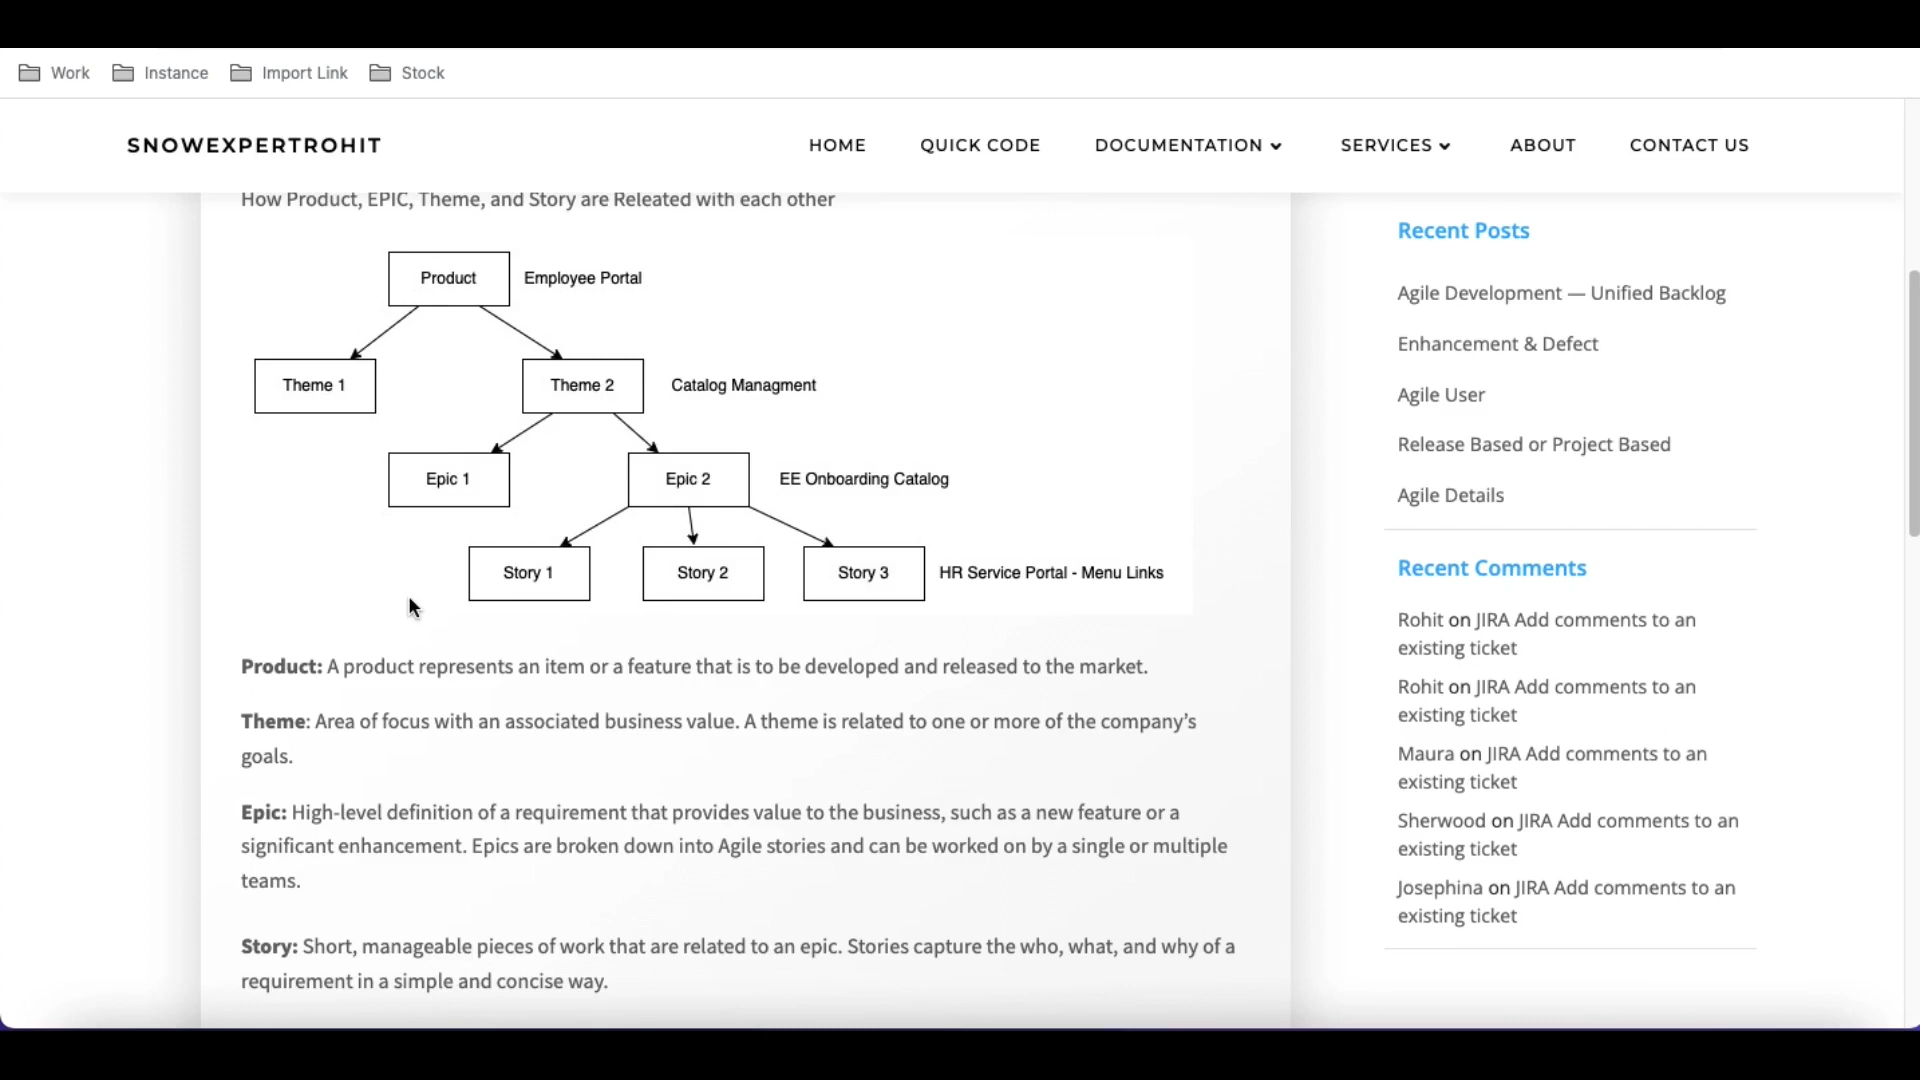 Work Instance Import Link Stock
SNOWEXPERTROHIT HOME QUICK CODE DOCUMENTATION SERVICES ABOUT CONTACT US
How Product, EPIC, Theme, and Story are Releated with each other
Product Employee Portal
Theme 1 Theme 2 Catalog Managment
Epic 1 Epic 2 EE Onboarding Catalog
Story 1 Story 2 Story 3 HR Service Portal - Menu Links
Product: A product represents an item or a feature that is to be developed and released to the market.
Theme: Area of focus with an associated business value. A theme is related to one or more of the company’s
goals.
Epic: High-level definition of a requirement that provides value to the business, such as a new feature or a
significant enhancement. Epics are broken down into Agile stories and can be worked on by a single or multiple
teams.
Story: Short, manageable pieces of work that are related to an epic. Stories capture the who, what, and why of a
requirement in a simple and concise way.
Recent Posts
Agile Development — Unified Backlog
Enhancement & Defect
Agile User
Release Based or Project Based
Agile Details
Recent Comments
Rohit on JIRA Add comments to an
existing ticket
Rohit on JIRA Add comments to an
existing ticket
Maura on JIRA Add comments to an
existing ticket
Sherwood on JIRA Add comments to an
existing ticket
Josephina on JIRA Add comments to an
existing ticket